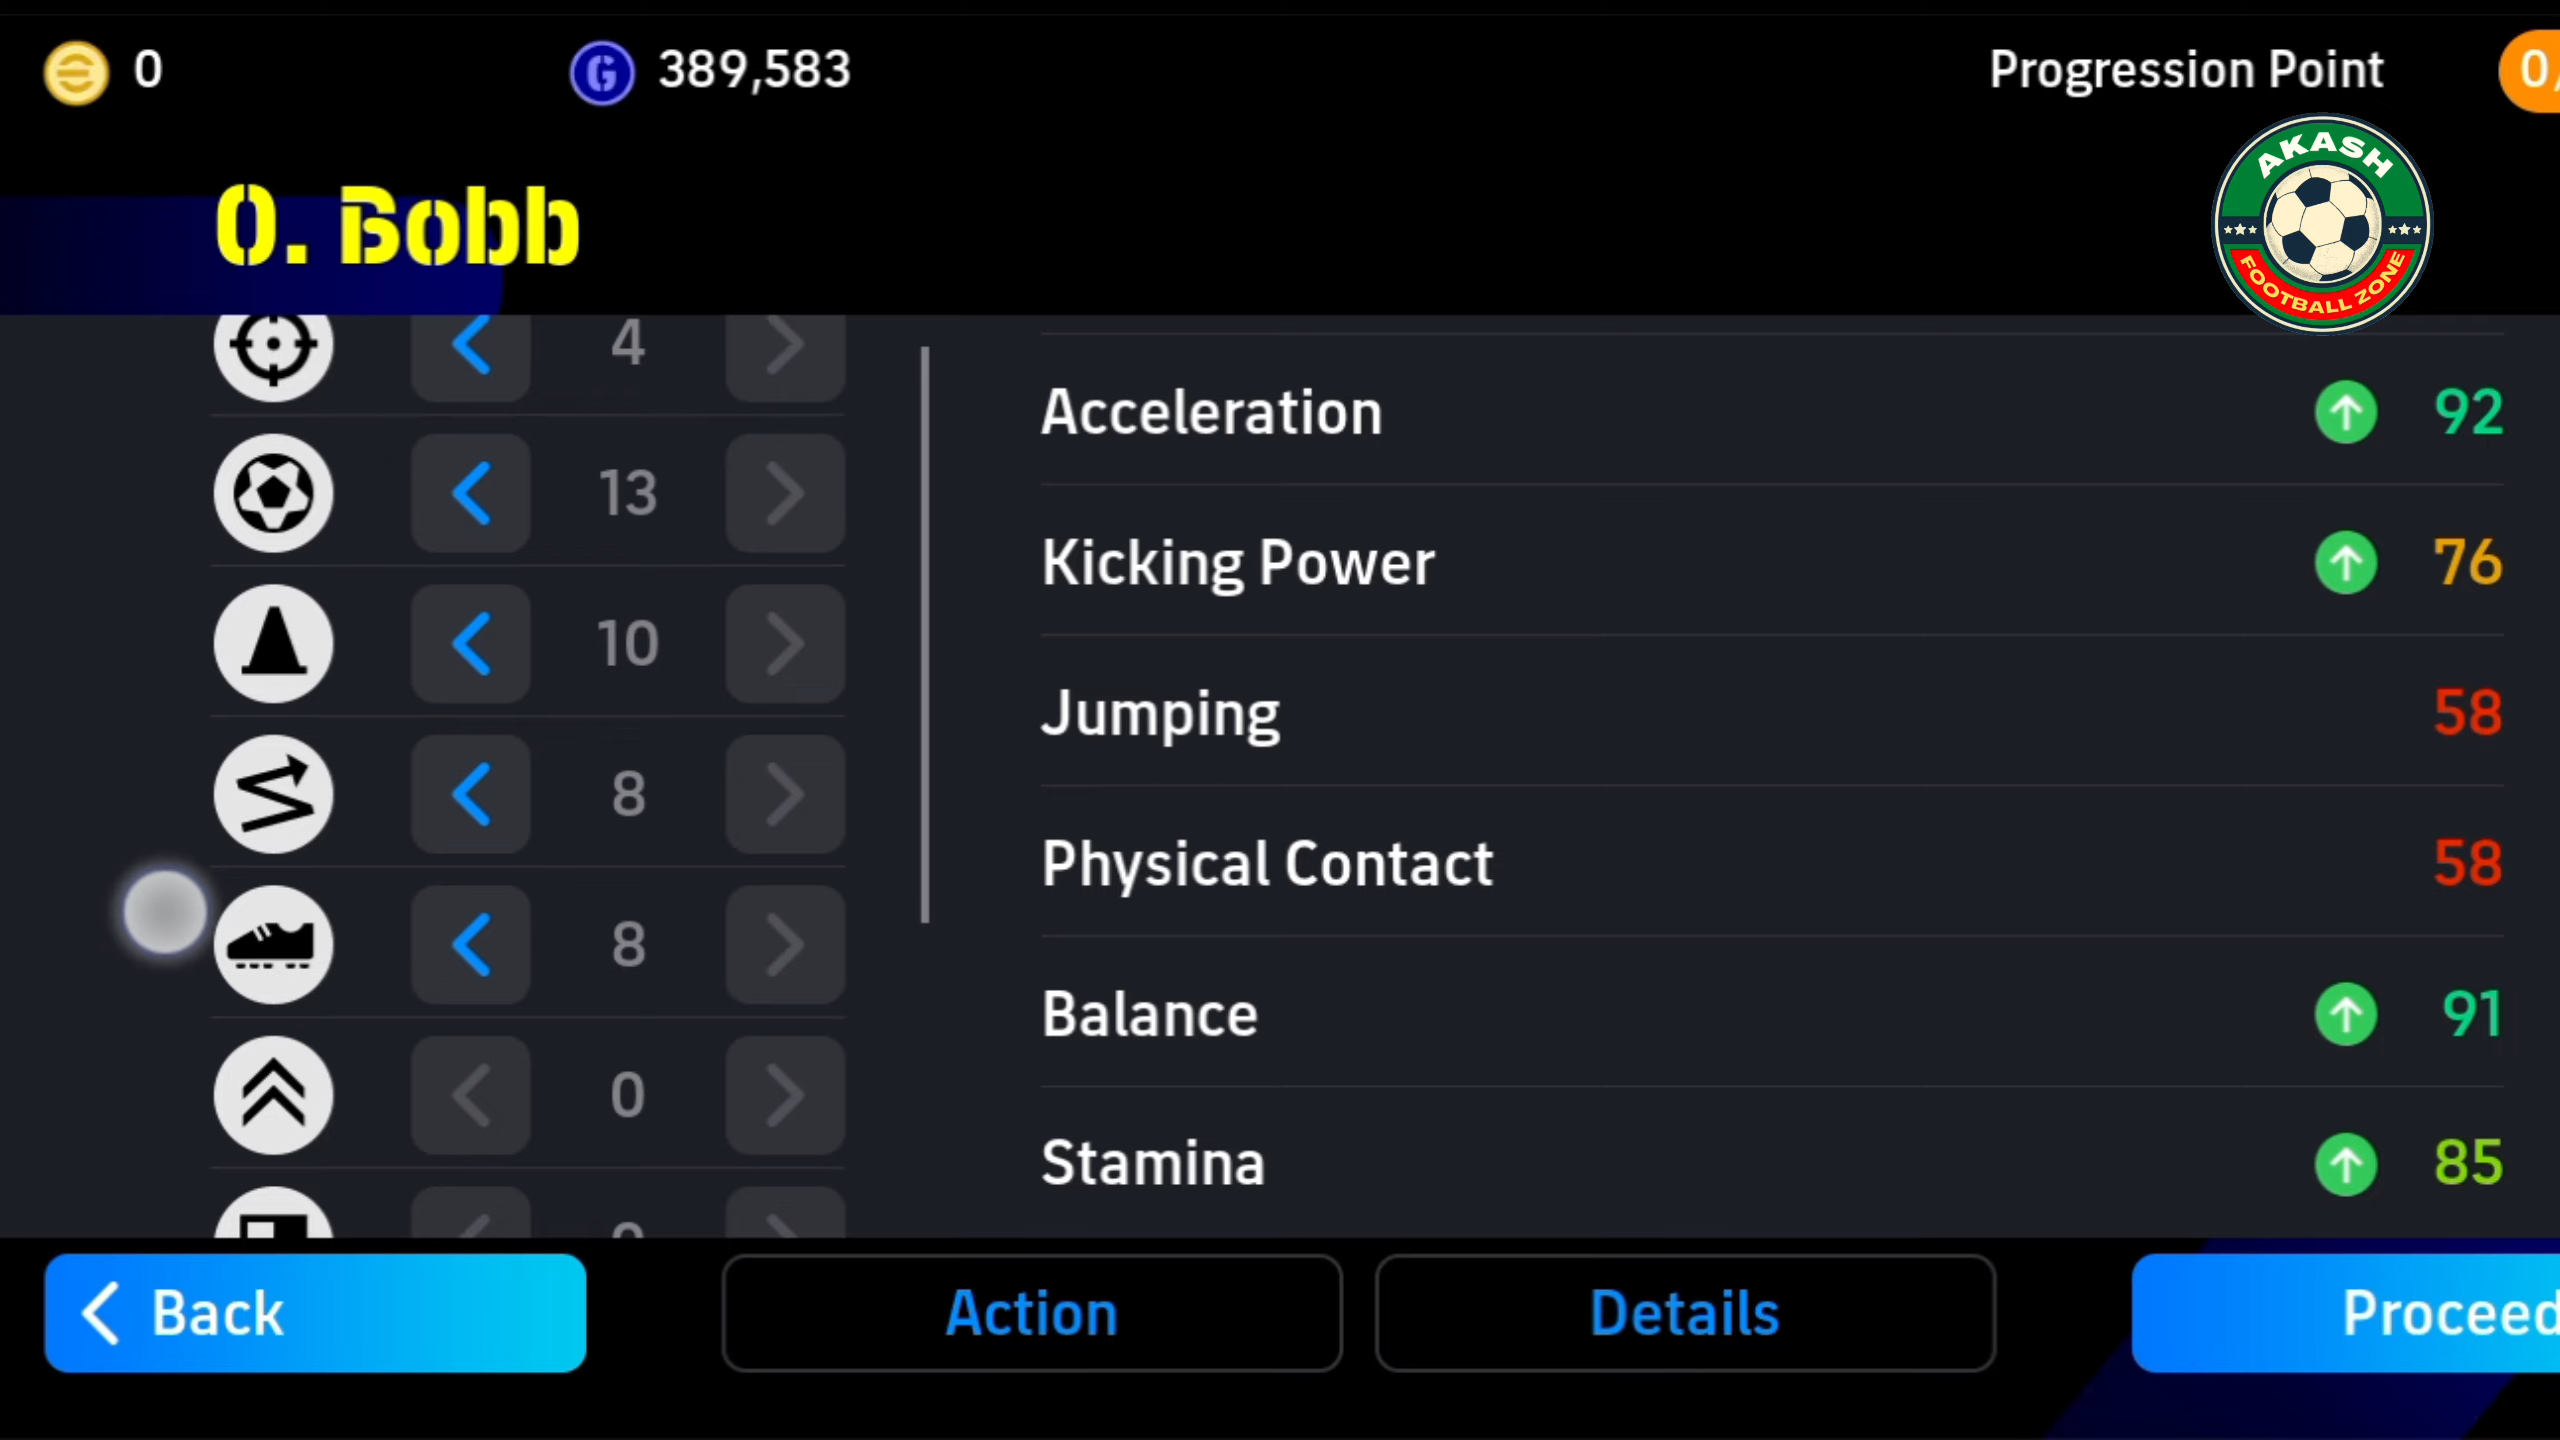 0
389,583
Progression Point
0/
O. Bobb
AKASH
FOOTBALL ZONE
4
13
10
8
8
0
Acceleration 92
Kicking Power 76
Jumping 58
Physical Contact 58
Balance 91
Stamina 85
Back
Action
Details
Proceed